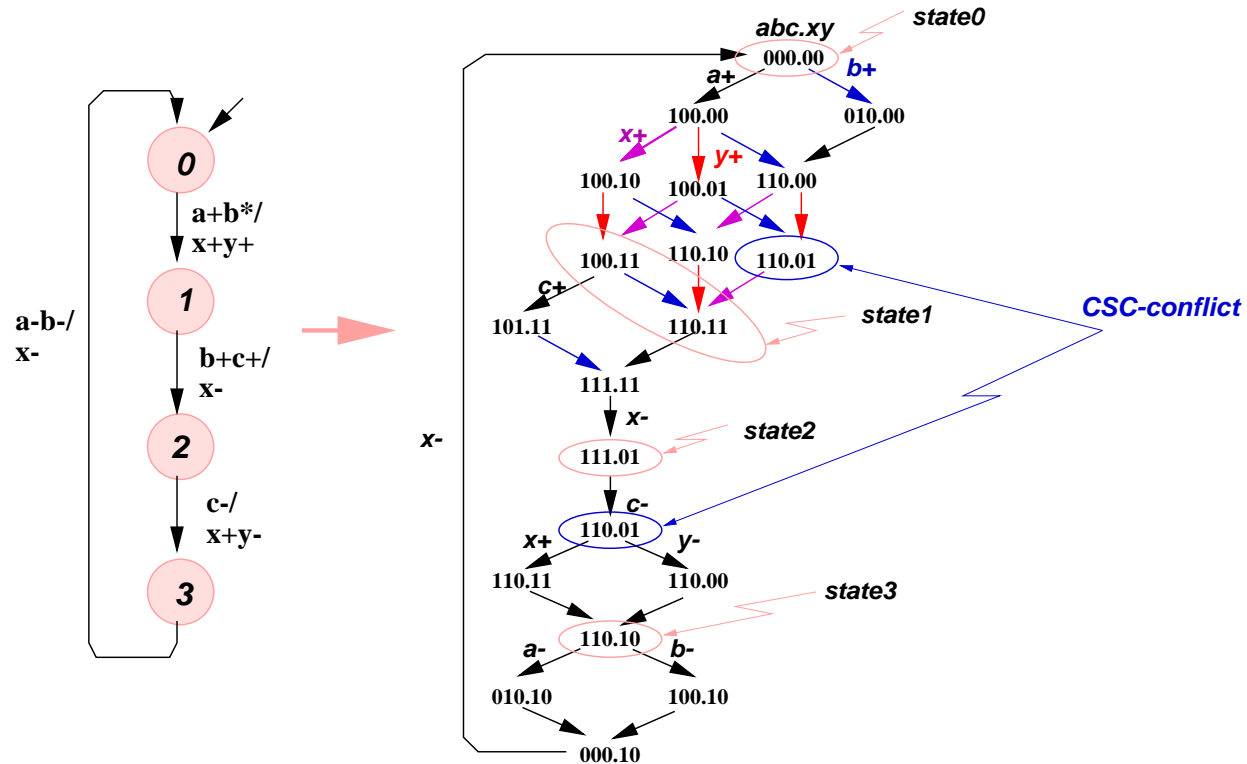 0
a+b*/
x+y+
1
b+c+/
x-
2
c-/
x+y-
3
a-b-/
x-
abc.xy
state0
000.00
a+
b+
100.00
010.00
x+
y+
100.10
100.01
110.00
100.11
110.10
110.01
c+
101.11
110.11
state1
CSC-conflict
111.11
x-
x-
111.01
state2
c-
110.01
x+
y-
110.11
110.00
state3
110.10
a-
b-
010.10
100.10
000.10